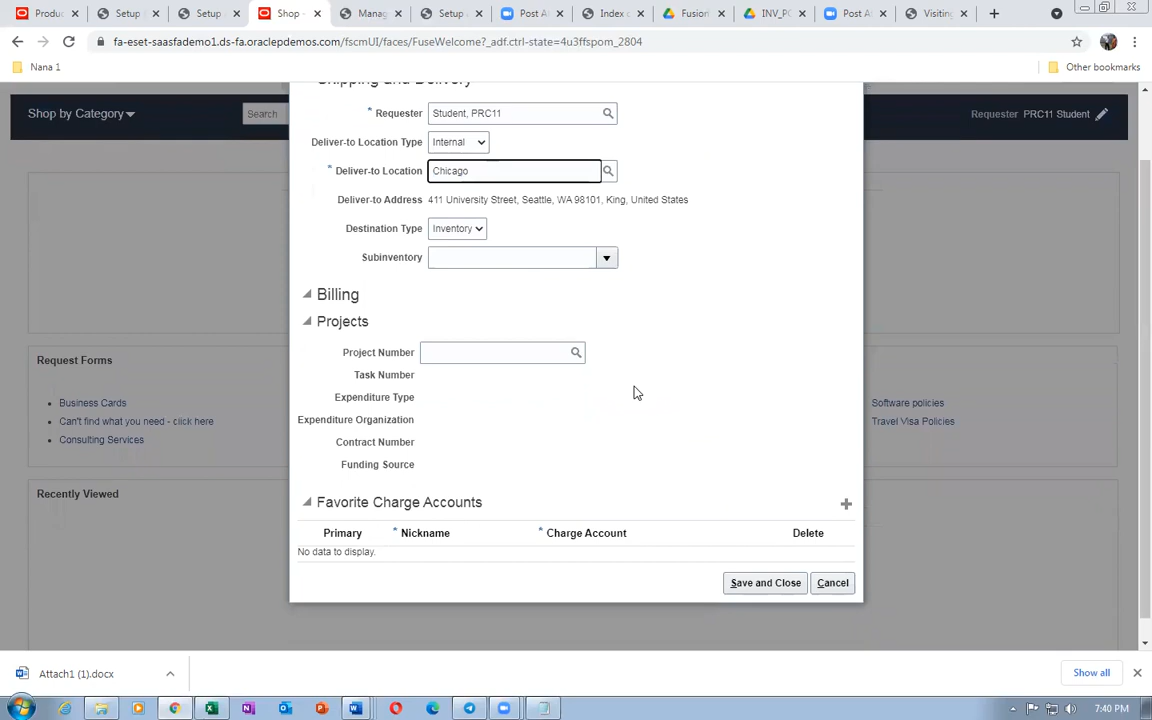 Produc
Setup A
Setup
Shop -
Manag
Setup a
Post A
Index o
Fusion
INV_PO
Post A
Visiting
fa-eset-saasfademo1.ds-fa.oraclepdemos.com/fscmUI/faces/FuseWelcome?_adf.ctrl-state=4u3ffspom_2804
Nana 1
Other bookmarks
Shop by Category
Search
Requester PRC11 Student
Shipping and Delivery
* Requester Student, PRC11
Deliver-to Location Type Internal
* Deliver-to Location Chicago
Deliver-to Address 411 University Street, Seattle, WA 98101, King, United States
Destination Type Inventory
Subinventory
Billing
Projects
Project Number
Task Number
Expenditure Type
Expenditure Organization
Contract Number
Funding Source
Favorite Charge Accounts
Primary * Nickname * Charge Account Delete
No data to display.
Save and Close Cancel
Request Forms
Business Cards
Can't find what you need - click here
Consulting Services
Software policies
Travel Visa Policies
Recently Viewed
Attach1 (1).docx
Show all
7:40 PM